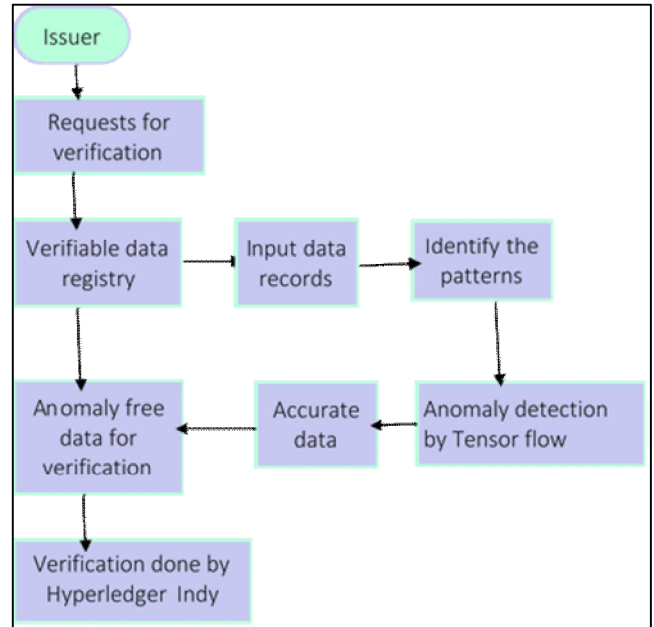 Issuer
Requests for
verification
Verifiable data
registry
Input data
records
Identify the
patterns
Anomaly free
data for
verification
Accurate
data
Anomaly detection
by Tensor flow
Verification done by
Hyperledger Indy